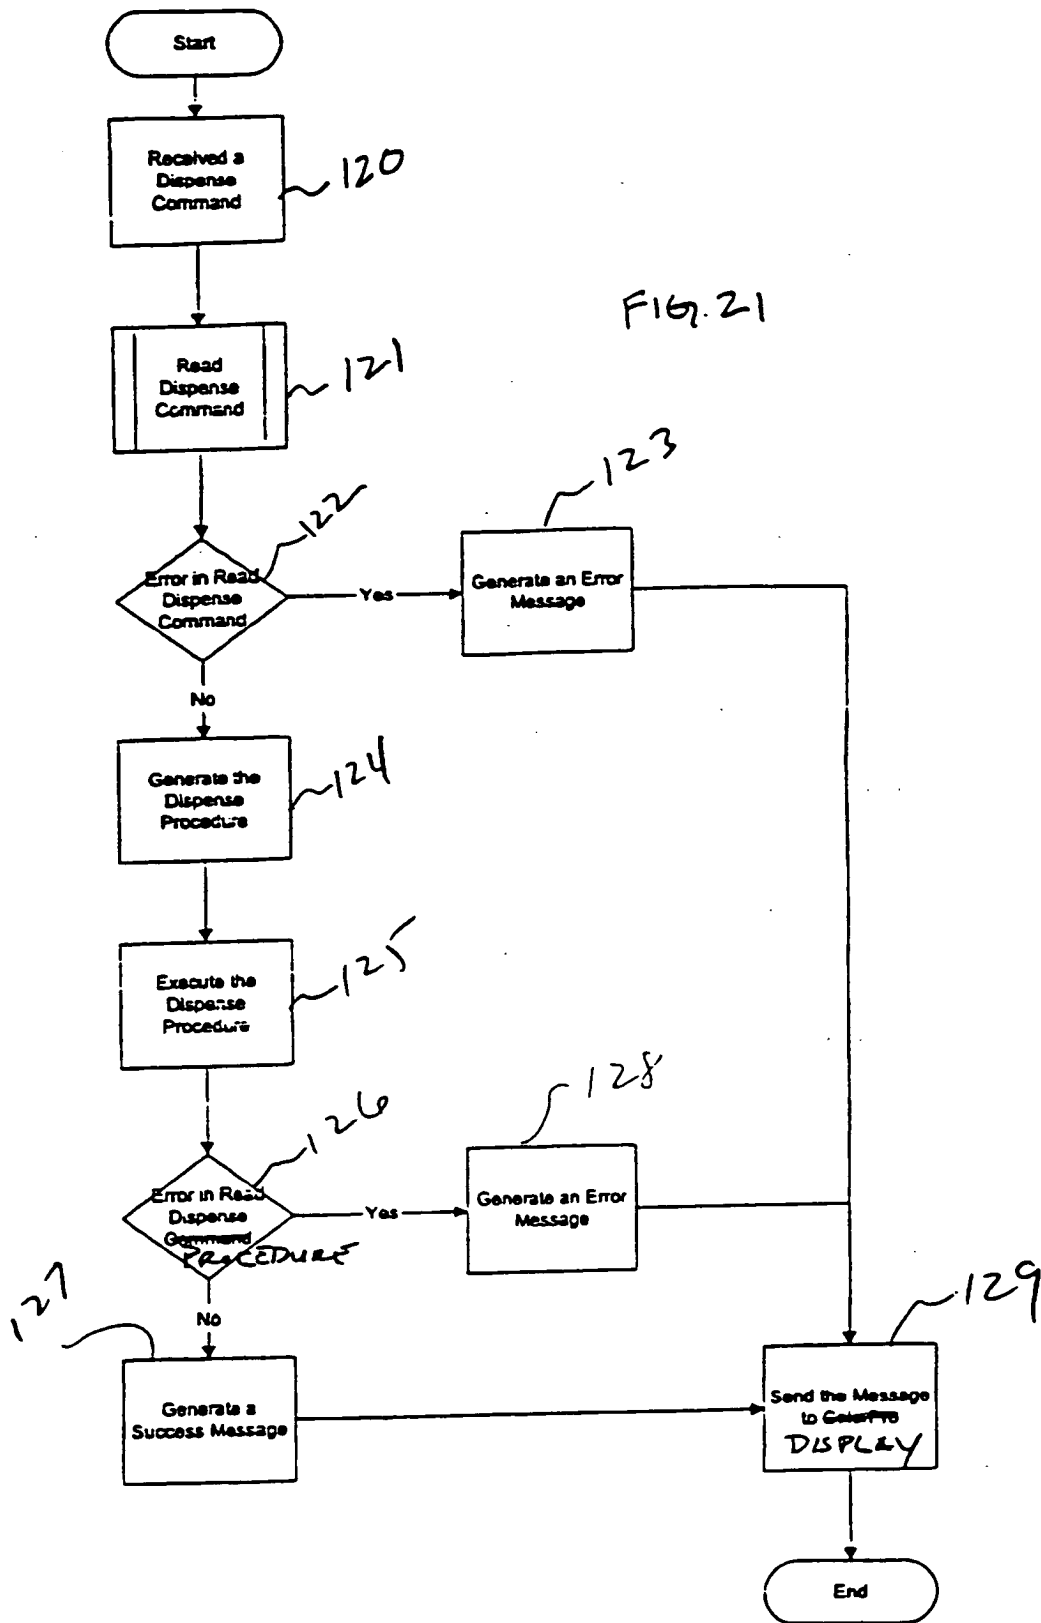 Start
Received a
Dispense
Command
120
FIG. 21
Read
Dispense
Command
121
122
123
Error in Read
Dispense
Command
Yes
Generate an Error
Message
No
Generate the
Dispense
Procedure
124
Execute the
Dispense
Procedure
125
126
128
Error in Read
Dispense
Command
PROCEDURE
Yes
Generate an Error
Message
127
No
129
Generate a
Success Message
Send the Message
to ColorPro
DISPLAY
End